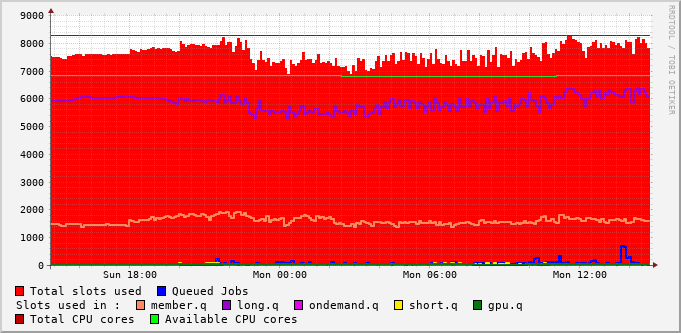 9000
8000
7000
6000
5000
4000
3000
2000
1000
0
Sun 18:00 Mon 00:00 Mon 06:00 Mon 12:00
RRDTOOL / TOBI OETIKER
Total slots used Queued Jobs
Slots used in : member.q long.q ondemand.q short.q gpu.q
Total CPU cores Available CPU cores